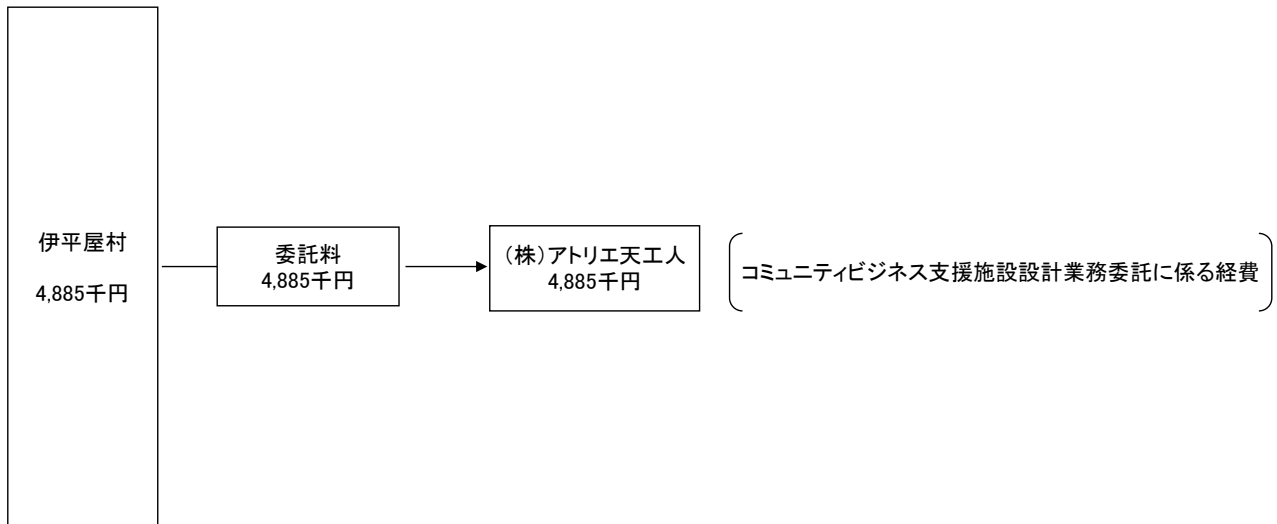 伊平屋村
4,885千円
委託料
4,885千円
(株)アトリエ天工人
4,885千円
コミュニティビジネス支援施設設計業務委託に係る経費